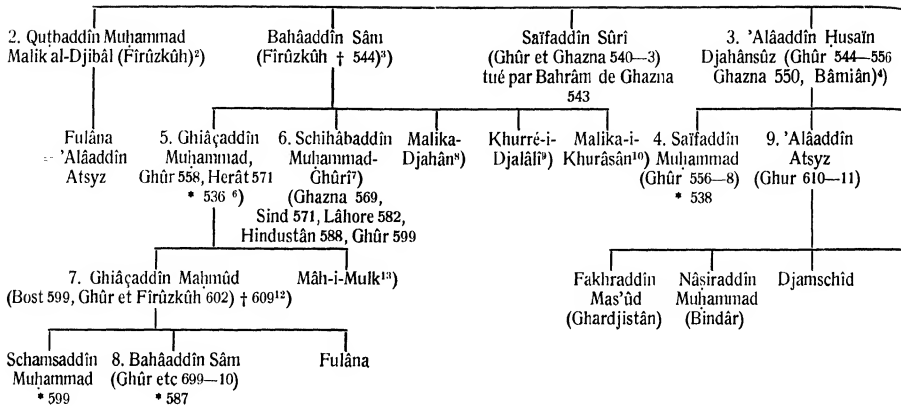 2. Quṭbaddîn Muḥammad
Malik al-Djibâl (Fîrûzkûh²)
Bahâaddîn Sâm
(Fîrûzkûh † 544)³)
Saïfaddîn Sûrî
(Ghûr et Ghazna 540—3)
tué par Bahrâm de Ghazna
543
3. 'Alâaddîn Ḥusaïn
Djahânsûz (Ghûr 544—556
Ghazna 550, Bâmiân)⁴)
Fulâna
'Alâaddîn
Atsyz
5. Ghiâçaddîn
Muḥammad,
Ghûr 558, Herât 571
* 536 ⁶)
6. Schihâbaddîn
Muḥammad-
Ghûrî⁷)
(Ghazna 569,
Sind 571, Lâhore 582,
Hindustân 588, Ghûr 599
Malika-
Djahân⁸)
Khurré-i-
Djalâlî⁹)
Malika-i-
Khurâsân¹⁰)
4. Saïfaddîn
Muḥammad
(Ghûr 556—8)
* 538
9. 'Alâaddîn
Atsyz
(Ghur 610—11)
7. Ghiâçaddîn Maḥmûd
(Bost 599, Ghûr et Fîrûzkûh 602) † 609¹²)
Mâh-i-Mulk¹³)
Fakhraddîn
Mas'ûd
(Ghardjistân)
Nâṣiraddîn
Muḥammad
(Bindâr)
Djamschîd
Schamsaddîn
Muḥammad
* 599
8. Bahâaddîn Sâm
(Ghûr etc 699—10)
* 587
Fulâna